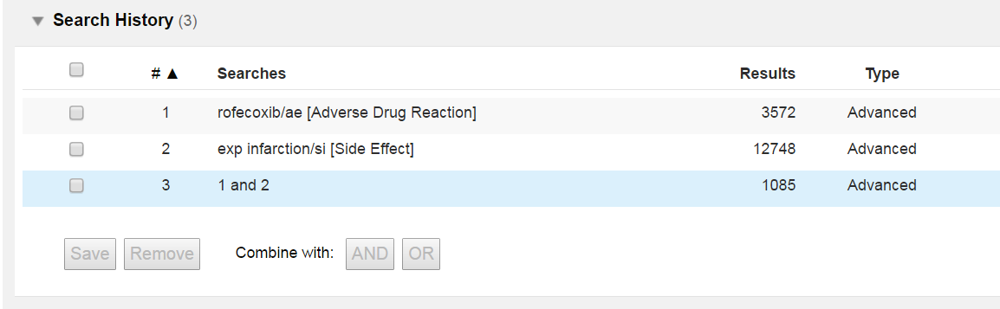 ▼ Search History (3)
# ▲ Searches Results Type
1 rofecoxib/ae [Adverse Drug Reaction] 3572 Advanced
2 exp infarction/si [Side Effect] 12748 Advanced
3 1 and 2 1085 Advanced
Save Remove Combine with: AND OR